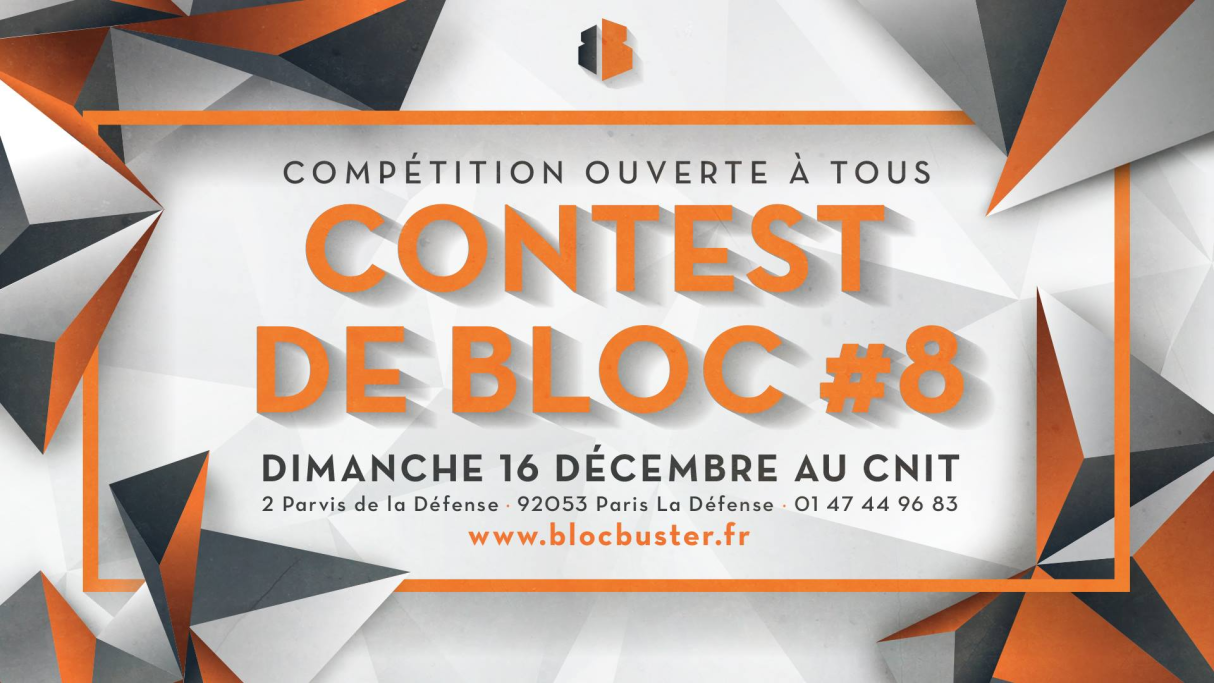 COMPÉTITION OUVERTE À TOUS
CONTEST
DE BLOC #8
DIMANCHE 16 DÉCEMBRE AU CNIT
2 Parvis de la Défense · 92053 Paris La Défense · 01 47 44 96 83
www.blocbuster.fr